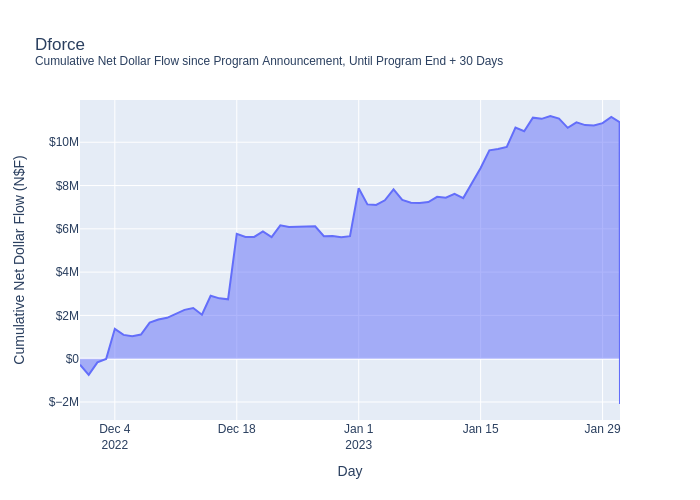 Dforce
Cumulative Net Dollar Flow since Program Announcement, Until Program End + 30 Days
Cumulative Net Dollar Flow (N$F)
$10M
$8M
$6M
$4M
$2M
$0
$−2M
Dec 4
2022
Dec 18
Jan 1
2023
Jan 15
Jan 29
Day